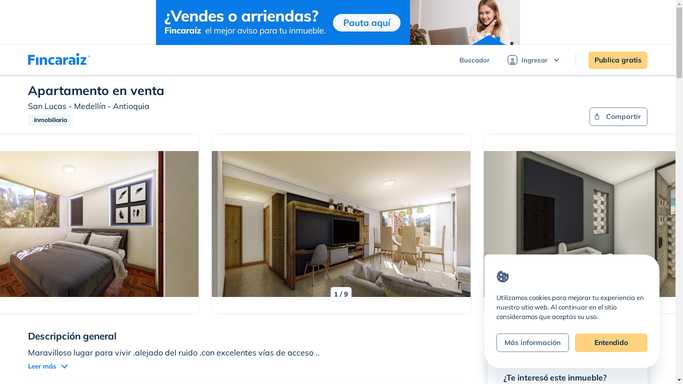 ¿Vendes o arriendas?
Fincaraíz el mejor aviso para tu inmueble.
Pauta aquí
Fincaraíz
Buscador
Ingresar
Publica gratis
Apartamento en venta
San Lucas - Medellín - Antioquia
Inmobiliaria
Compartir
1 / 9
Descripción general
Maravilloso lugar para vivir .alejado del ruido .con excelentes vías de acceso ..
Leer más
Utilizamos cookies para mejorar tu experiencia en
nuestro sitio web. Al continuar en el sitio
consideramos que aceptas su uso.
Más información
Entendido
¿Te interesó este inmueble?